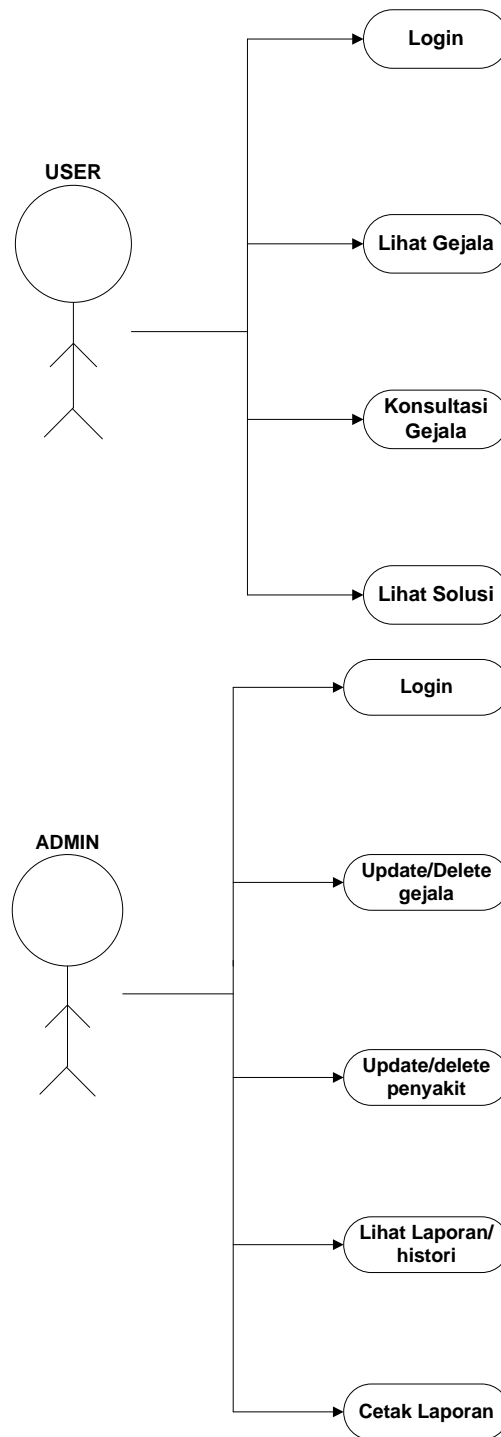 Login
USER
Lihat Gejala
Konsultasi
Gejala
Lihat Solusi
Login
ADMIN
Update/Delete
gejala
Update/delete
penyakit
Lihat Laporan/
histori
Cetak Laporan